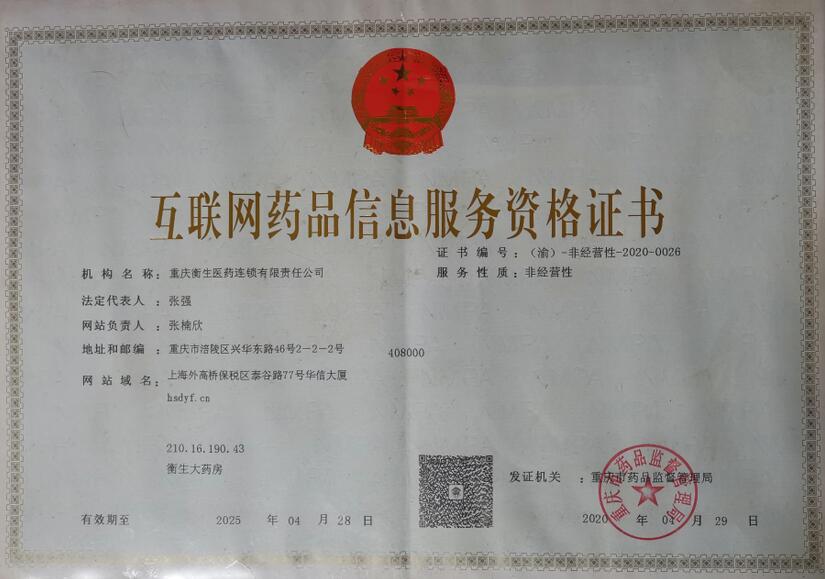 互联网药品信息服务资格证书
证书编号：（渝）-非经营性-2020-0026
机构名称：重庆衡生医药连锁有限责任公司
服务性质：非经营性
法定代表人：张强
网站负责人：张楠欣
地址和邮编：重庆市涪陵区兴华东路46号2-2-2号 408000
网站域名：上海外高桥保税区泰谷路77号华信大厦
hsdyf.cn
210.16.190.43
衡生大药房
发证机关：重庆市药品监督管理局
重庆市药品监督管理局
有效期至 2025 年 04 月 28 日
2020 年 04 月 29 日